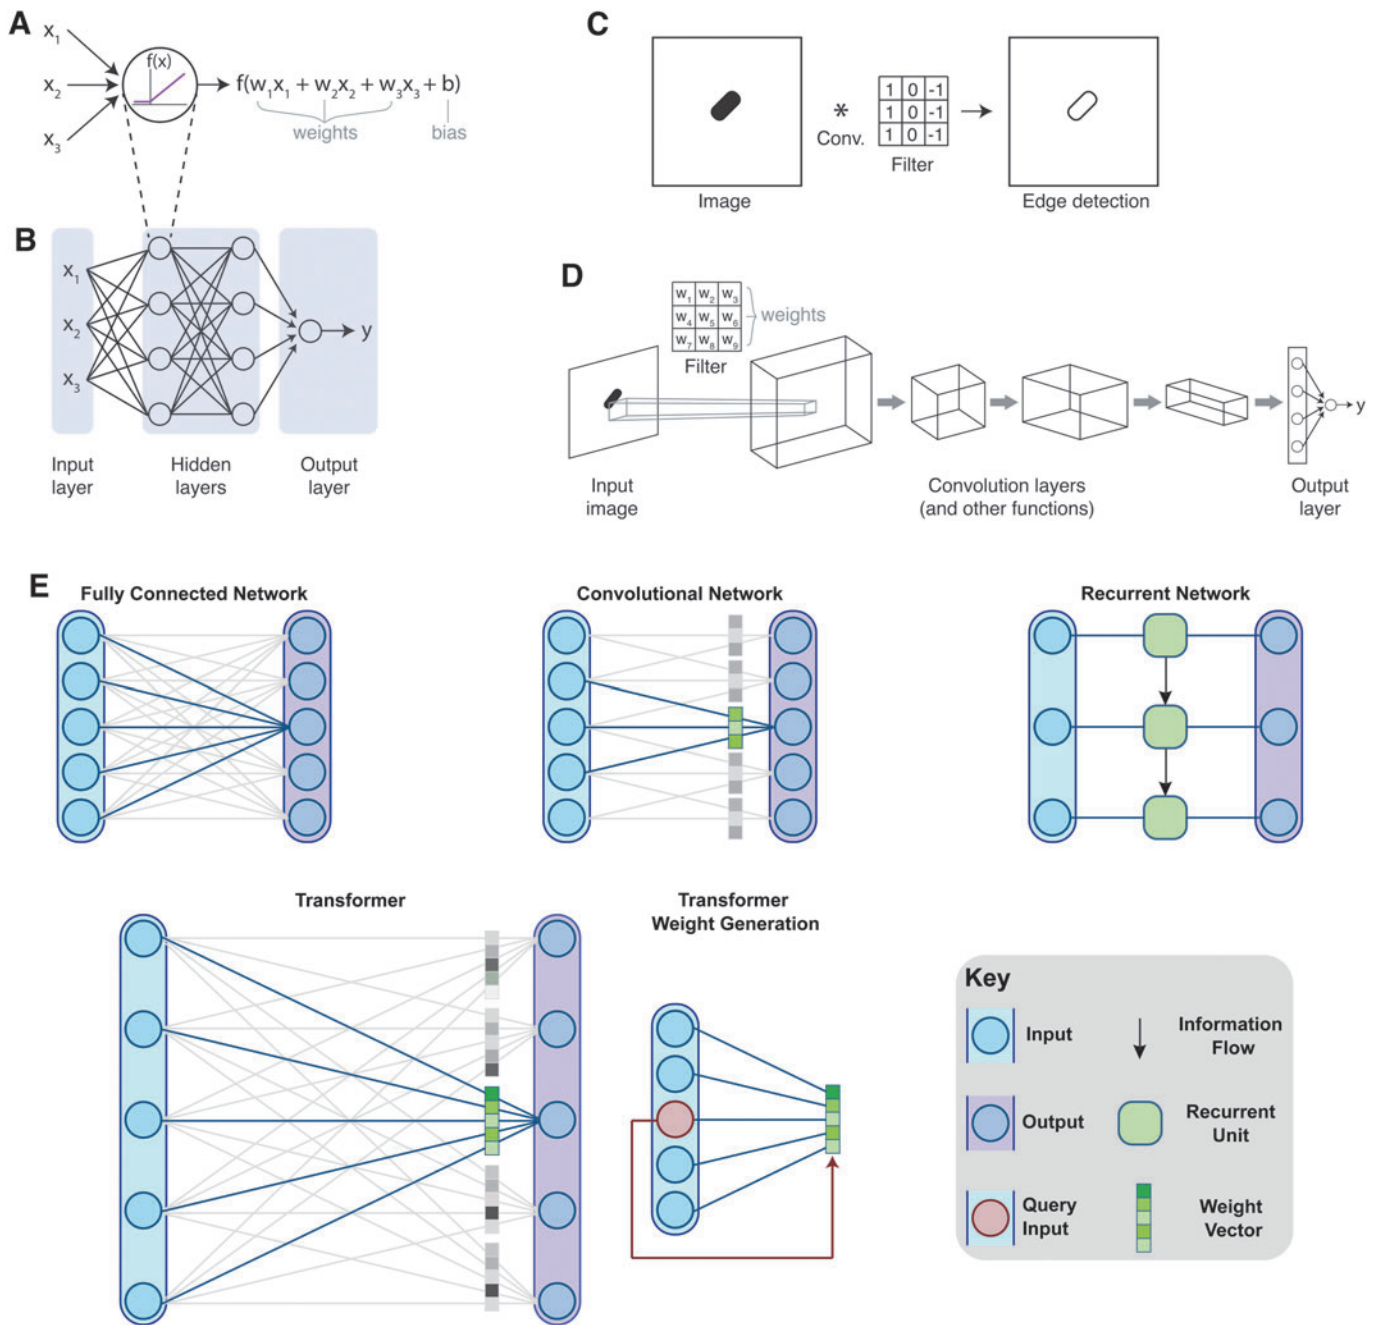 A
x1
x2
x3
f(x)
f(w1x1 + w2x2 + w3x3 + b)
weights
bias
B
x1
x2
x3
y
Input
layer
Hidden
layers
Output
layer
C
*
Conv.
1 0 -1
1 0 -1
1 0 -1
Filter
Image
Edge detection
D
w1 w2 w3
w4 w5 w6
w7 w8 w9
weights
Filter
y
Input
image
Convolution layers
(and other functions)
Output
layer
E
Fully Connected Network
Convolutional Network
Recurrent Network
Transformer
Transformer
Weight Generation
Key
Input
Information
Flow
Output
Recurrent
Unit
Query
Input
Weight
Vector